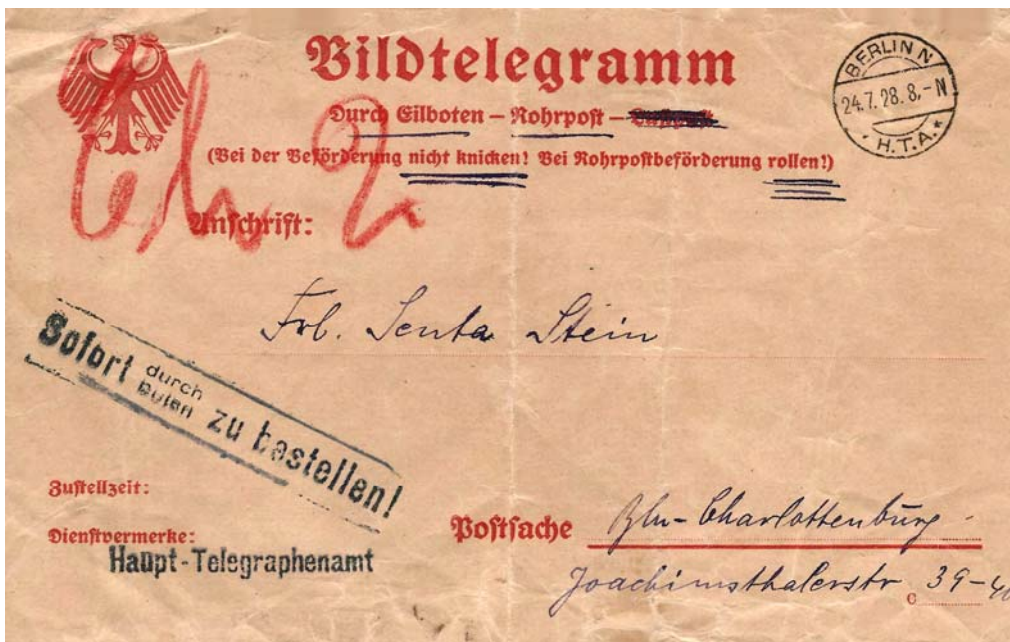 Bildtelegramm
Durch Eilboten – Rohrpost –
(Bei der Beförderung nicht knicken! Bei Rohrpostbeförderung rollen!)
BERLIN N
24.7.28.8.-N
* H.T.A. *
Anschrift:
Frl. Senta Stein
Sofort durch Boten zu bestellen!
Zustellzeit:
Dienstvermerke:
Haupt-Telegraphenamt
Postsache Bln-Charlottenburg
Joachimsthalerstr. 39-40
C